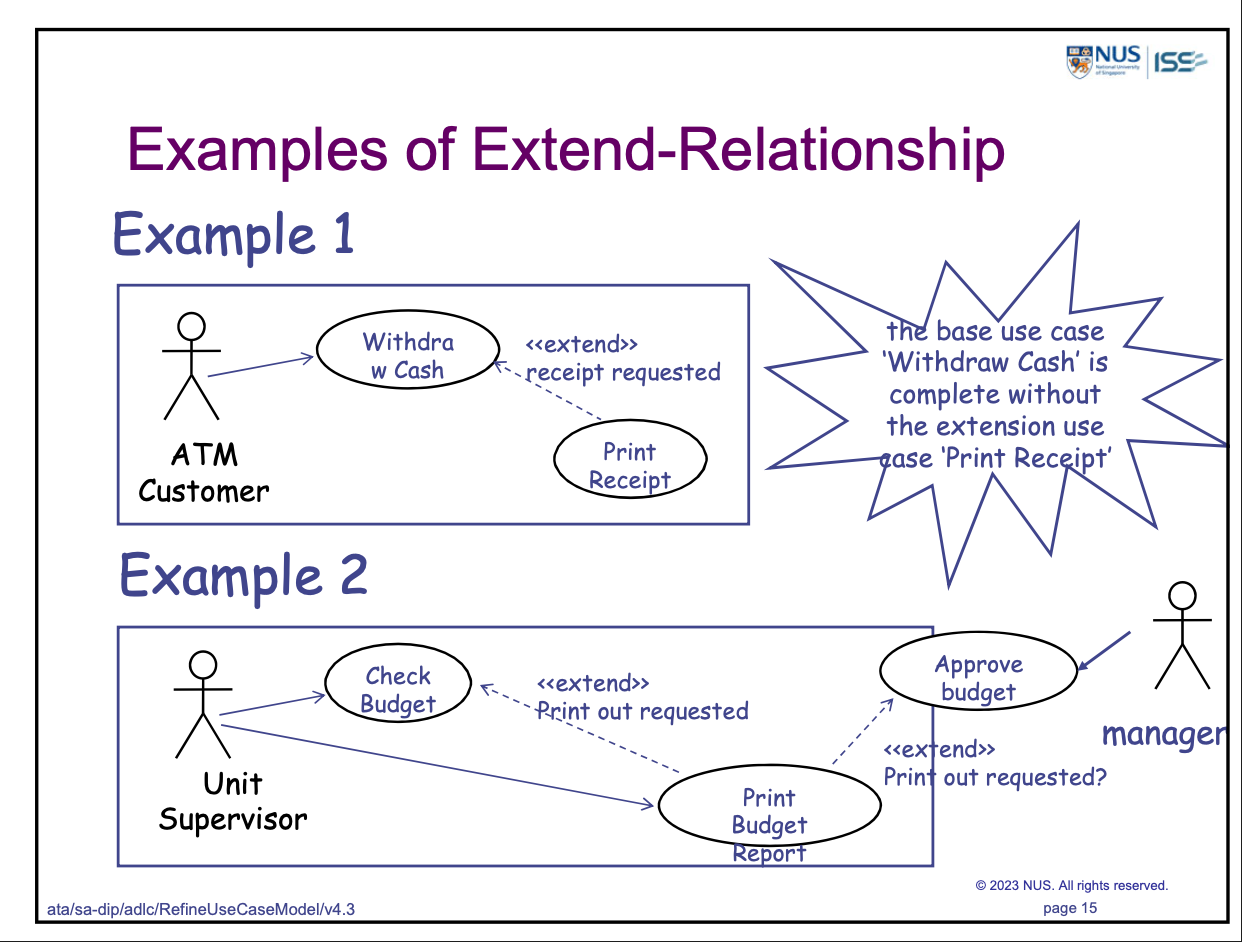 NUS
National University
of Singapore
ISS
Examples of Extend-Relationship
Example 1
Withdra
w Cash
<<extend>>
receipt requested
Print
Receipt
ATM
Customer
the base use case
‘Withdraw Cash’ is
complete without
the extension use
case ‘Print Receipt’
Example 2
Check
Budget
<<extend>>
Print out requested
Approve
budget
manager
<<extend>>
Print out requested?
Unit
Supervisor
Print
Budget
Report
© 2023 NUS. All rights reserved.
ata/sa-dip/adlc/RefineUseCaseModel/v4.3
page 15